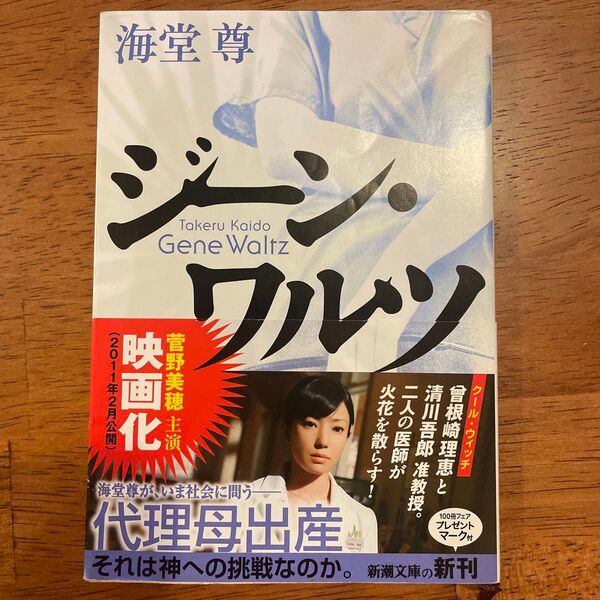 海堂 尊
ジーン・
Takeru Kaido
Gene Waltz
ワルツ
菅野美穂 主演
映画化
(2011年2月公開)
クール・ウィッチ
曾根崎理恵と
清川吾郎 准教授。
二人の医師が
火花を散らす!
海堂尊が、いま社会に問う――
代理母出産
それは神への挑戦なのか。
100冊フェア
プレゼント
マーク付
新潮文庫の新刊